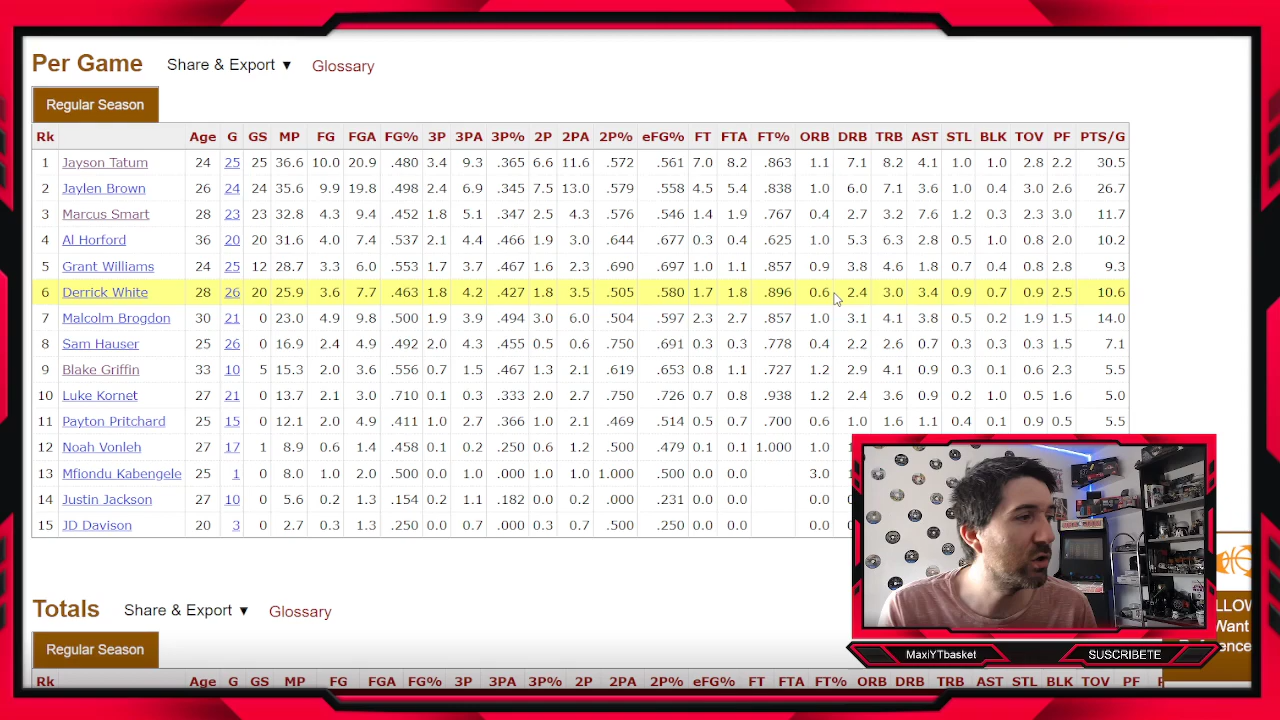 Per Game Share & Export ▼ Glossary
Regular Season
Rk Age G GS MP FG FGA FG% 3P 3PA 3P% 2P 2PA 2P% eFG% FT FTA FT% ORB DRB TRB AST STL BLK TOV PF PTS/G
1 Jayson Tatum 24 25 25 36.6 10.0 20.9 .480 3.4 9.3 .365 6.6 11.6 .572 .561 7.0 8.2 .863 1.1 7.1 8.2 4.1 1.0 1.0 2.8 2.2 30.5
2 Jaylen Brown 26 24 24 35.6 9.9 19.8 .498 2.4 6.9 .345 7.5 13.0 .579 .558 4.5 5.4 .838 1.0 6.0 7.1 3.6 1.0 0.4 3.0 2.6 26.7
3 Marcus Smart 28 23 23 32.8 4.3 9.4 .452 1.8 5.1 .347 2.5 4.3 .576 .546 1.4 1.9 .767 0.4 2.7 3.2 7.6 1.2 0.3 2.3 3.0 11.7
4 Al Horford 36 20 20 31.6 4.0 7.4 .537 2.1 4.4 .466 1.9 3.0 .644 .677 0.3 0.4 .625 1.0 5.3 6.3 2.8 0.5 1.0 0.8 2.0 10.2
5 Grant Williams 24 25 12 28.7 3.3 6.0 .553 1.7 3.7 .467 1.6 2.3 .690 .697 1.0 1.1 .857 0.9 3.8 4.6 1.8 0.7 0.4 0.8 2.8 9.3
6 Derrick White 28 26 20 25.9 3.6 7.7 .463 1.8 4.2 .427 1.8 3.5 .505 .580 1.7 1.8 .896 0.6 2.4 3.0 3.4 0.9 0.7 0.9 2.5 10.6
7 Malcolm Brogdon 30 21 0 23.0 4.9 9.8 .500 1.9 3.9 .494 3.0 6.0 .504 .597 2.3 2.7 .857 1.0 3.1 4.1 3.8 0.5 0.2 1.9 1.5 14.0
8 Sam Hauser 25 26 0 16.9 2.4 4.9 .492 2.0 4.3 .455 0.5 0.6 .750 .691 0.3 0.3 .778 0.4 2.2 2.6 0.7 0.3 0.3 0.3 1.5 7.1
9 Blake Griffin 33 10 5 15.3 2.0 3.6 .556 0.7 1.5 .467 1.3 2.1 .619 .653 0.8 1.1 .727 1.2 2.9 4.1 0.9 0.3 0.1 0.6 2.3 5.5
10 Luke Kornet 27 21 0 13.7 2.1 3.0 .710 0.1 0.3 .333 2.0 2.7 .750 .726 0.7 0.8 .938 1.2 2.4 3.6 0.9 0.2 1.0 0.5 1.6 5.0
11 Payton Pritchard 25 15 0 12.1 2.0 4.9 .411 1.0 2.7 .366 1.0 2.1 .469 .514 0.5 0.7 .700 0.6 1.0 1.6 1.1 0.4 0.1 0.9 0.5 5.5
12 Noah Vonleh 27 17 1 8.9 0.6 1.4 .458 0.1 0.2 .250 0.6 1.2 .500 .479 0.1 0.1 1.000 1.0
13 Mfiondu Kabengele 25 1 0 8.0 1.0 2.0 .500 0.0 1.0 .000 1.0 1.0 1.000 .500 0.0 0.0 3.0
14 Justin Jackson 27 10 0 5.6 0.2 1.3 .154 0.2 1.1 .182 0.0 0.2 .000 .231 0.0 0.0 0.0
15 JD Davison 20 3 0 2.7 0.3 1.3 .250 0.0 0.7 .000 0.3 0.7 .500 .250 0.0 0.0 0.0
Totals Share & Export ▼ Glossary
Regular Season
Rk Age G GS MP FG FGA FG% 3P 3PA 3P% 2P 2PA 2P% eFG% FT FTA FT% ORB DRB TRB AST STL BLK TOV PF
Want
MaxiYTbasket SUSCRIBETE